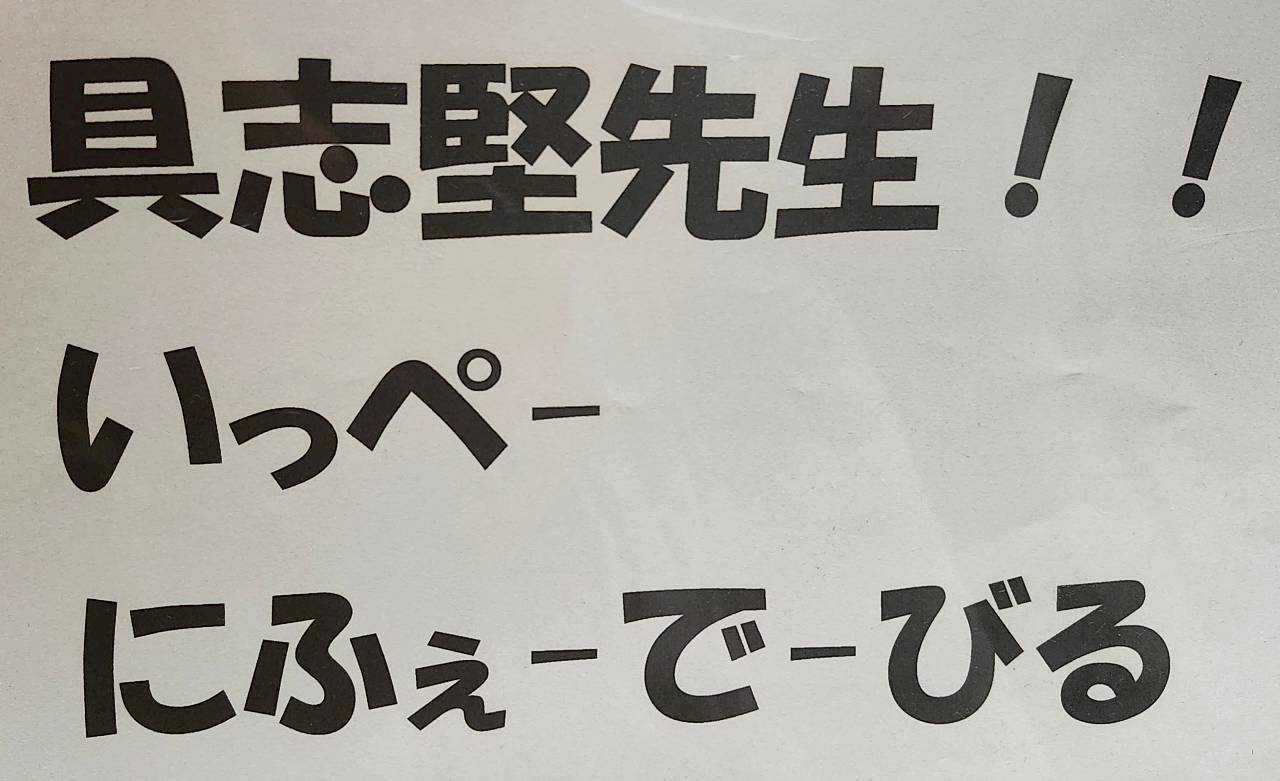 具志堅先生！！
いっぺー
にふぇーでーびる